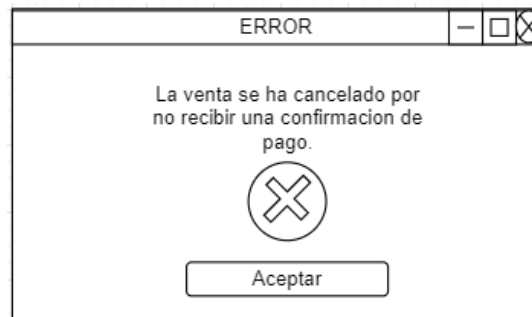 ERROR
La venta se ha cancelado por
no recibir una confirmacion de
pago.
Aceptar